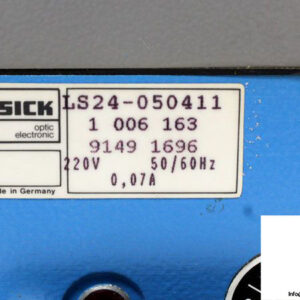 SICK
optic
electronic
LS24-050411
1 006 163
9149 1696
220V 50/60Hz
0,07A
de in Germany